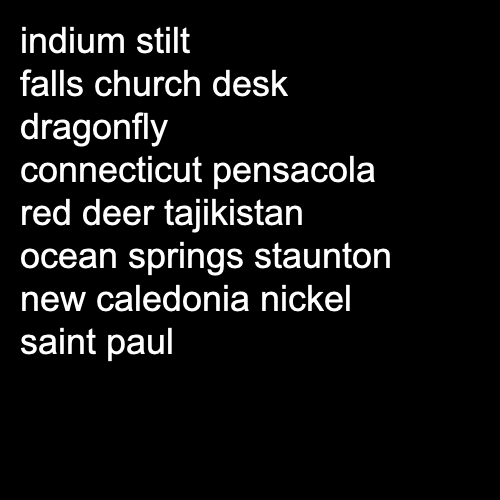 indium stilt
falls church desk
dragonfly
connecticut pensacola
red deer tajikistan
ocean springs staunton
new caledonia nickel
saint paul